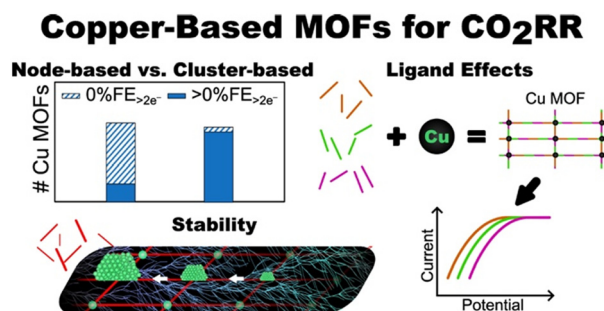 Copper-Based MOFs for CO2RR
Node-based vs. Cluster-based
0%FE>2e-
>0%FE>2e-
# Cu MOFs
Ligand Effects
+
Cu
=
Cu MOF
Stability
Current
Potential